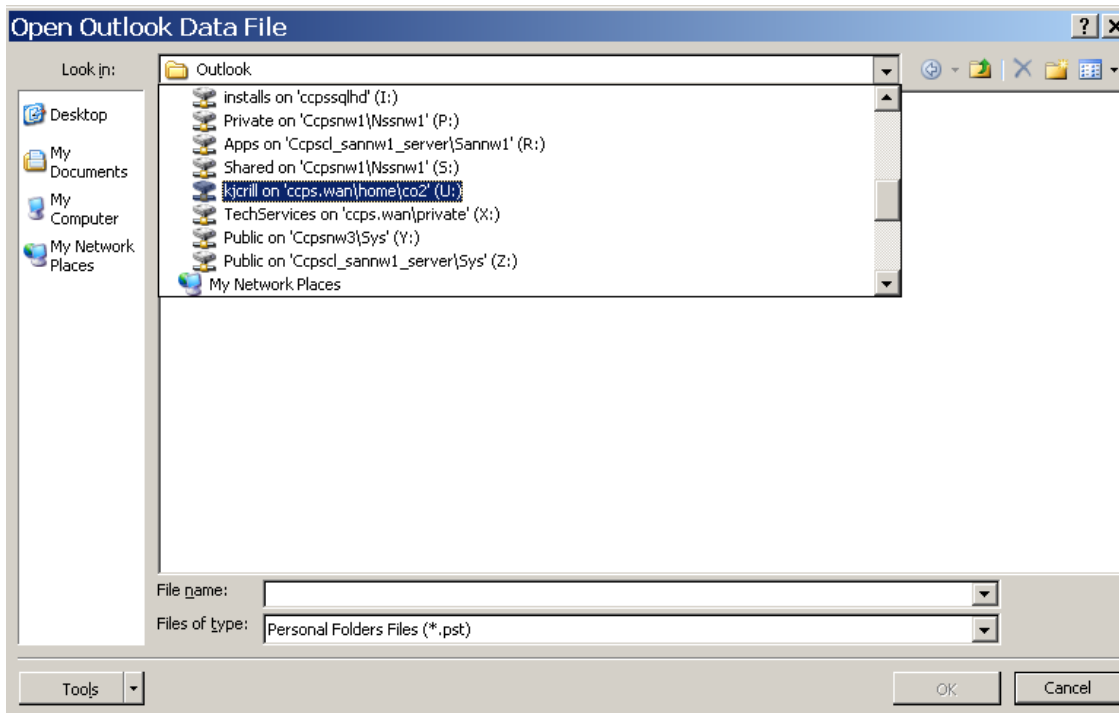 Open Outlook Data File
Look in:
Outlook
installs on 'ccpssqlhd' (I:)
Private on 'Ccpsnw1\Nssnw1' (P:)
Apps on 'Ccpscl_sannw1_server\Sannw1' (R:)
Shared on 'Ccpsnw1\Nssnw1' (S:)
kjcrill on 'ccps.wan\home\co2' (U:)
TechServices on 'ccps.wan\private' (X:)
Public on 'Ccpsnw3\Sys' (Y:)
Public on 'Ccpscl_sannw1_server\Sys' (Z:)
My Network Places
Desktop
My
Documents
My
Computer
My Network
Places
File name:
Files of type:
Personal Folders Files (*.pst)
Tools
OK
Cancel